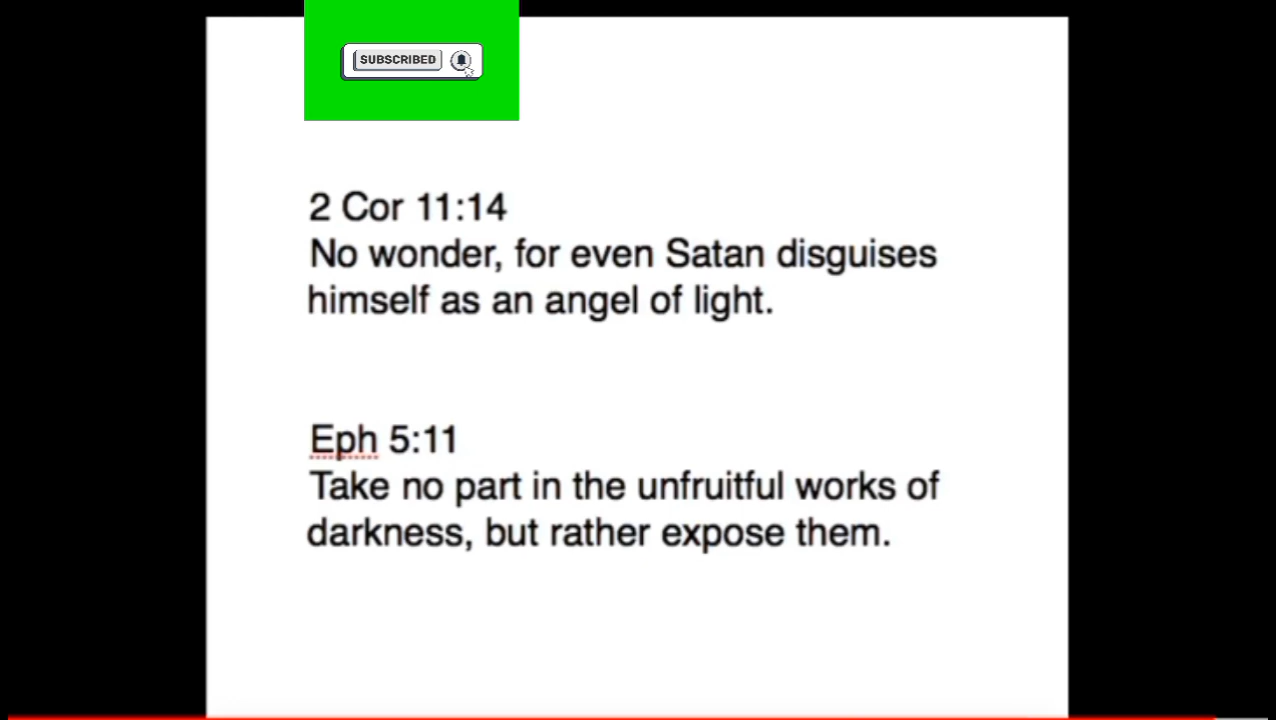 SUBSCRIBED
2 Cor 11:14
No wonder, for even Satan disguises
himself as an angel of light.
Eph 5:11
Take no part in the unfruitful works of
darkness, but rather expose them.